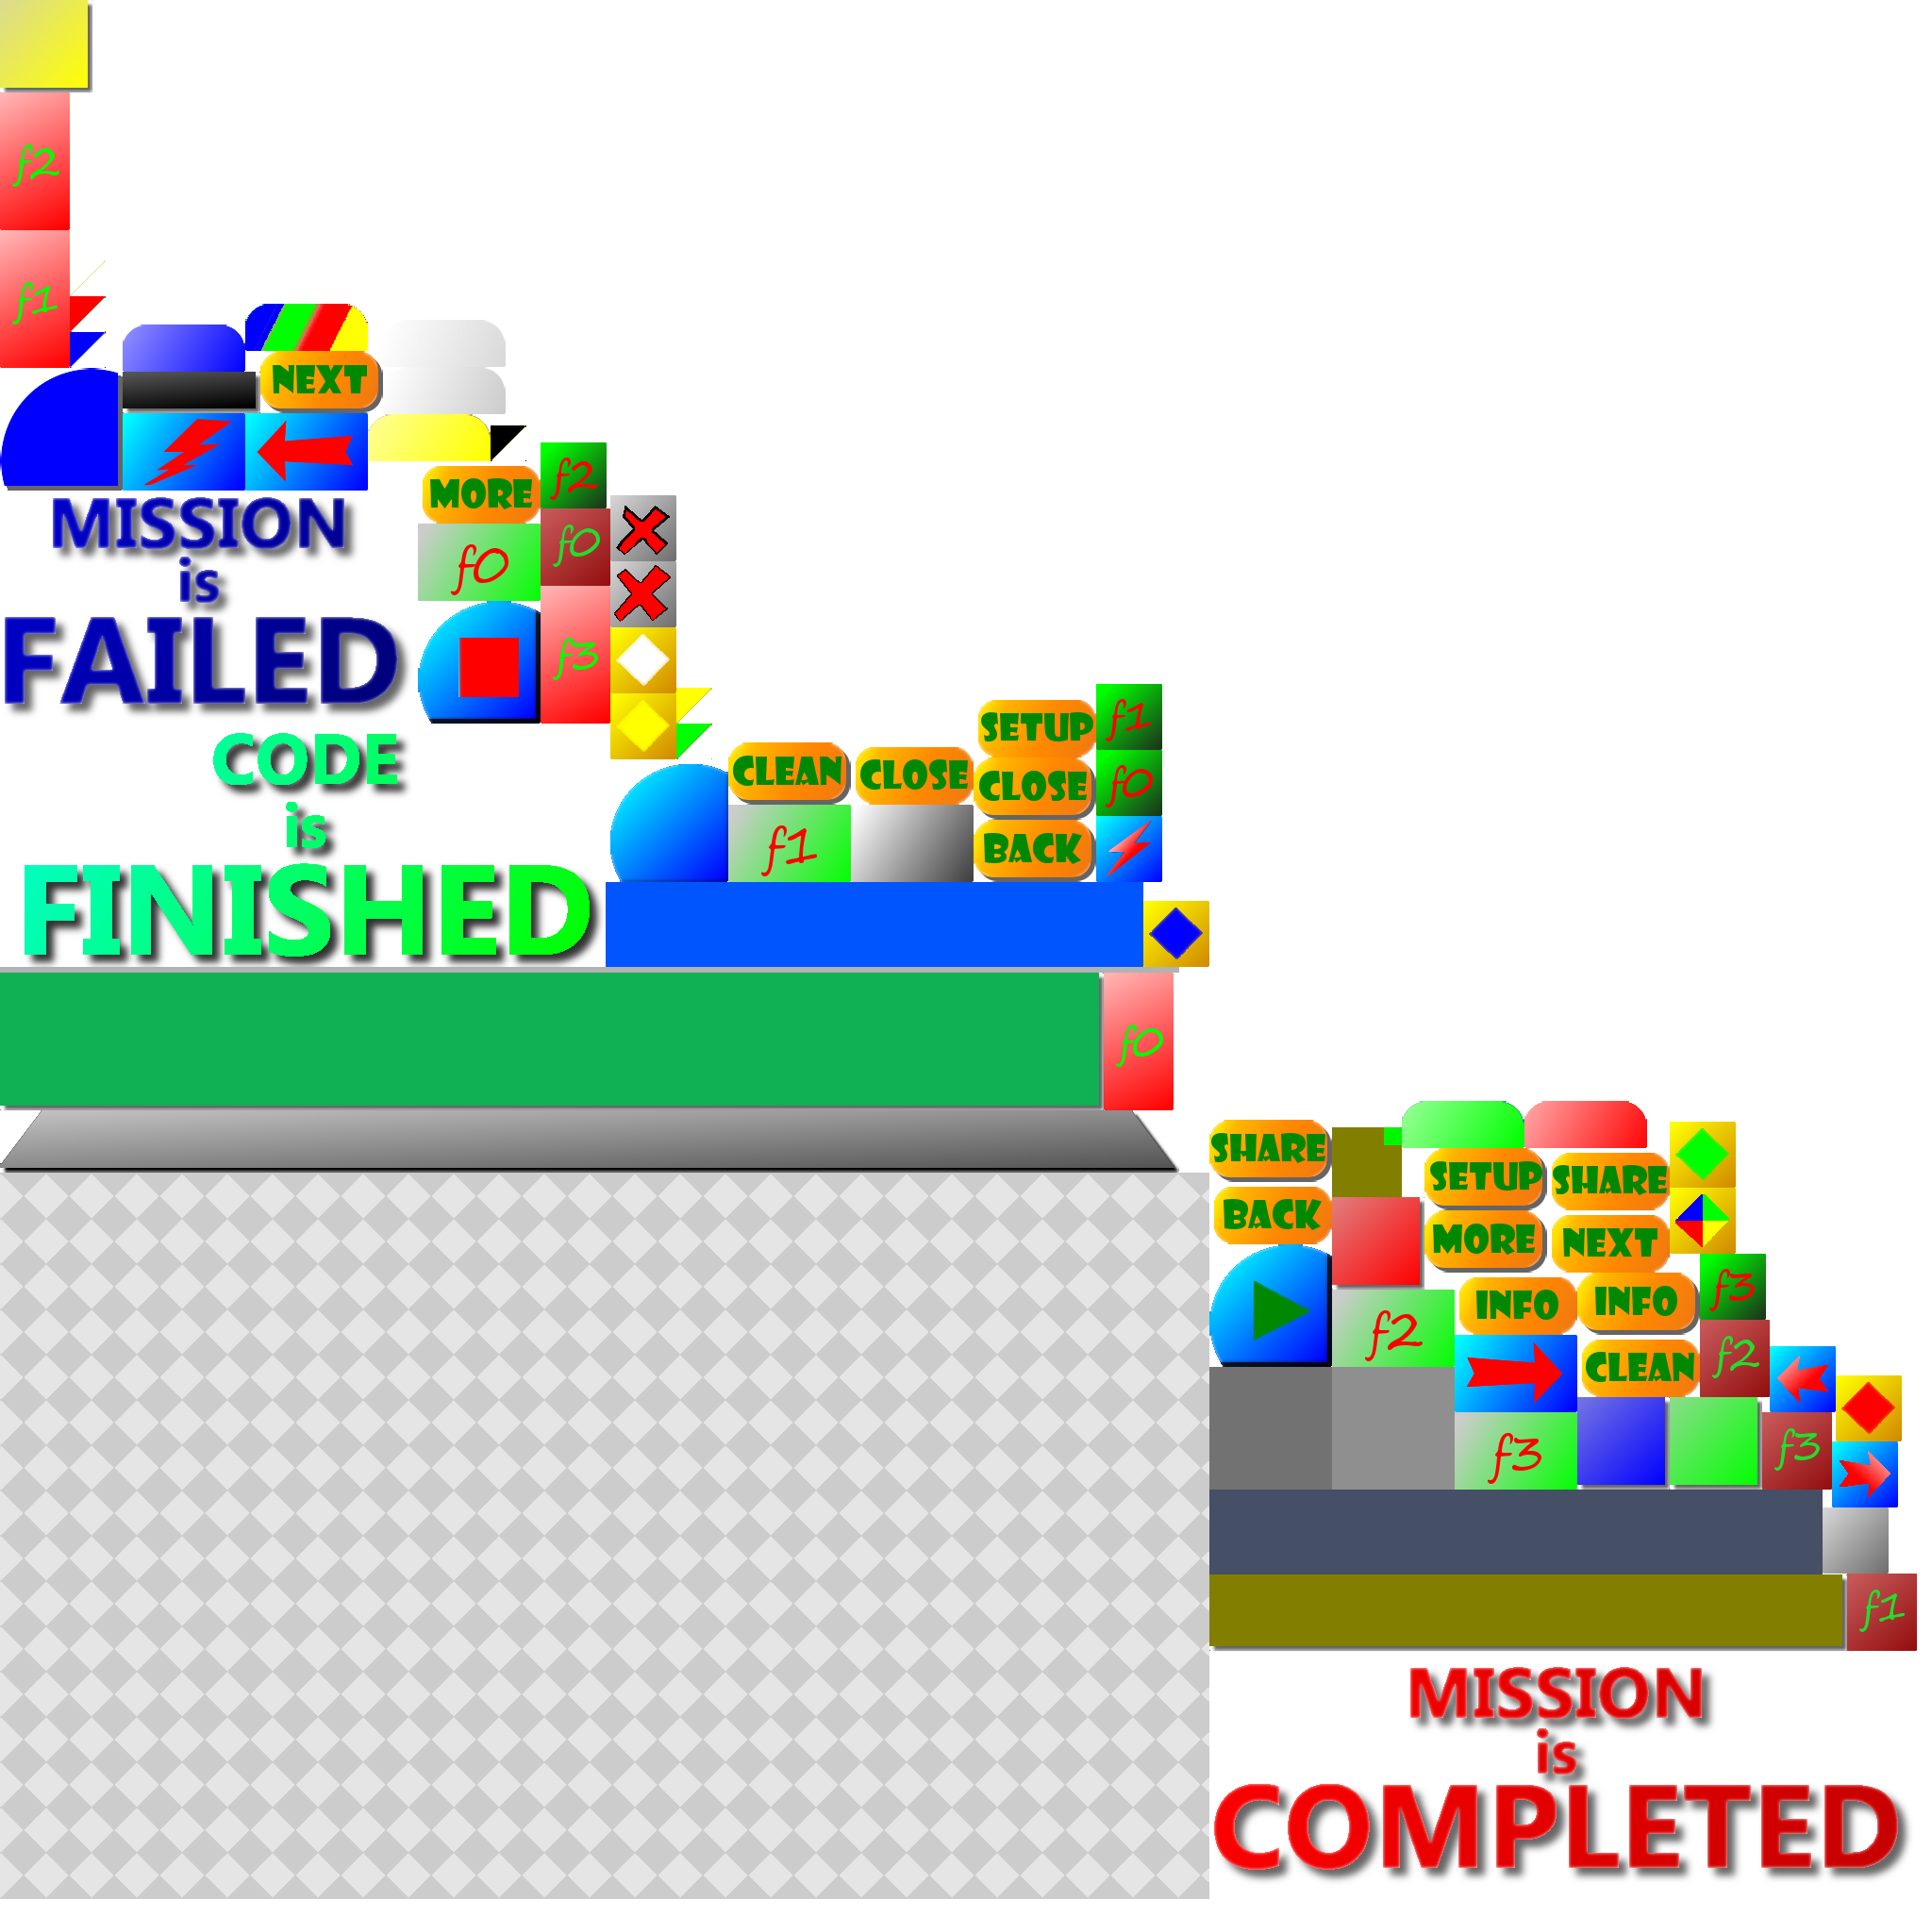 f2
f1
NEXT
MORE
f2
f0
f0
f3
MISSION
is
FAILED
CODE
is
FINISHED
SETUP
f1
CLEAN
CLOSE
CLOSE
f0
f1
BACK
f0
SHARE
SETUP
SHARE
BACK
MORE
NEXT
INFO
INFO
f3
f2
CLEAN
f2
f3
f3
f1
MISSION
is
COMPLETED